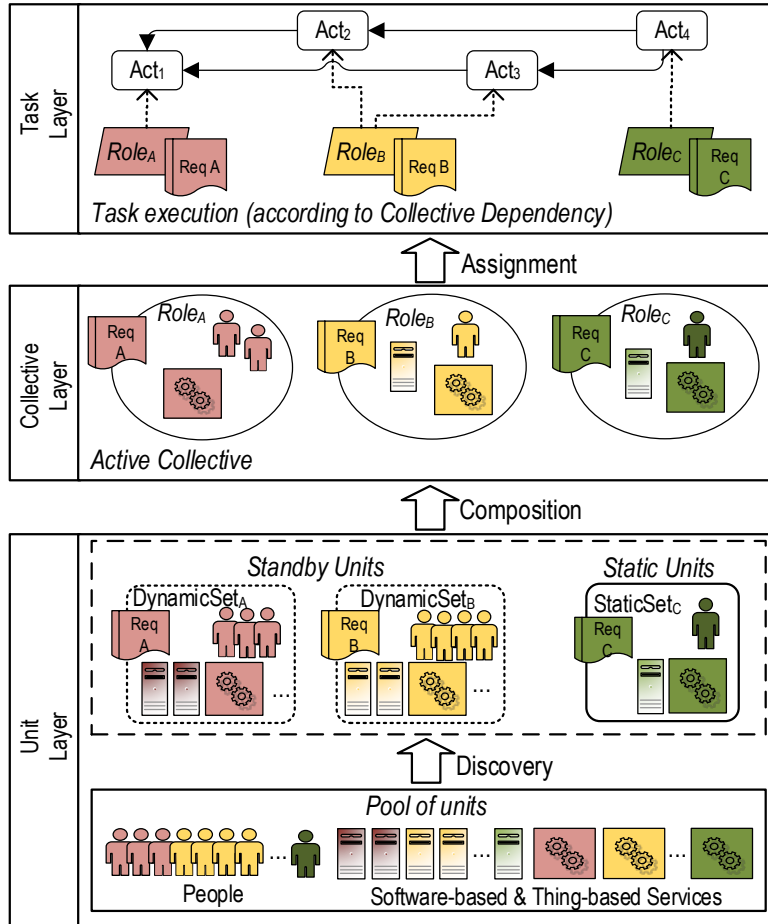 Task
Layer
Act2
Act4
Act1
Act3
RoleA
Req A
RoleB
Req B
RoleC
Req
C
Task execution (according to Collective Dependency)
Assignment
Collective
Layer
Req
A
RoleA
Req
B
RoleB
Req
C
RoleC
Active Collective
Composition
Unit
Layer
Standby Units
Static Units
DynamicSetA
Req
A
...
DynamicSetB
Req
B
...
StaticSetC
Req
C
Discovery
Pool of units
...
...
...
People
Software-based & Thing-based Services